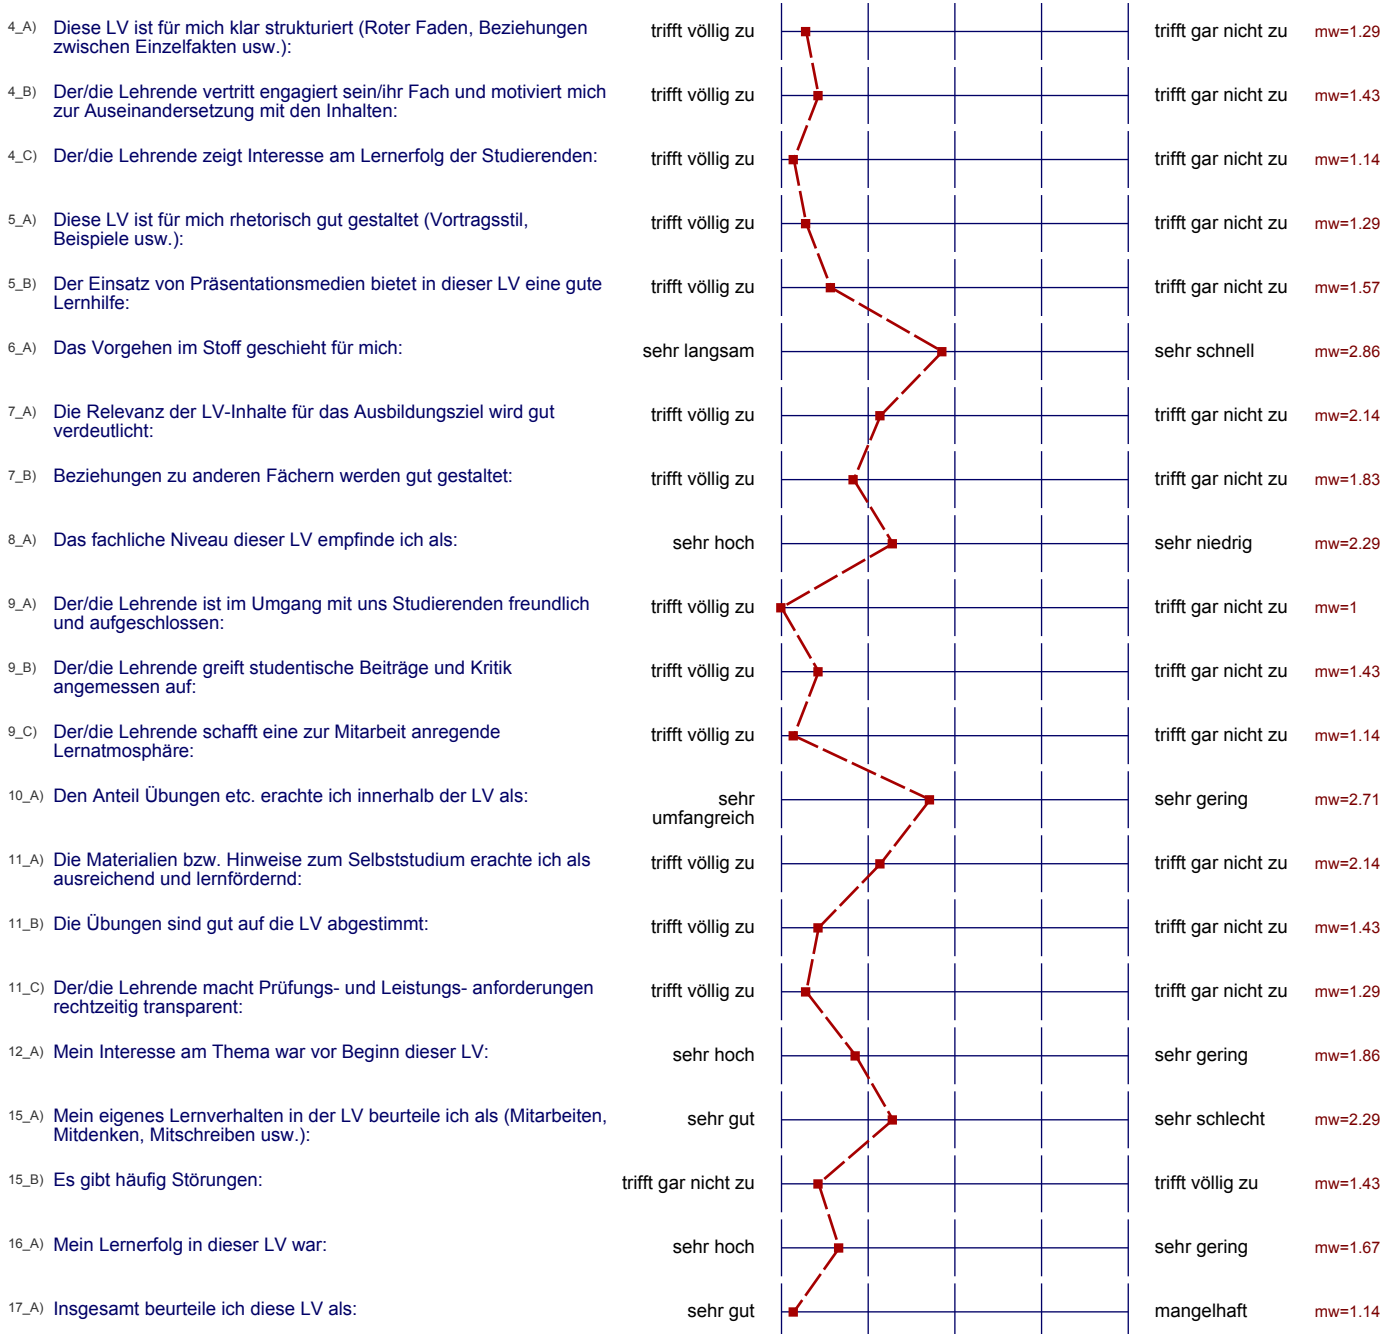 4_A) Diese LV ist für mich klar strukturiert (Roter Faden, Beziehungen zwischen Einzelfakten usw.): trifft völlig zu trifft gar nicht zu mw=1.29
4_B) Der/die Lehrende vertritt engagiert sein/ihr Fach und motiviert mich zur Auseinandersetzung mit den Inhalten: trifft völlig zu trifft gar nicht zu mw=1.43
4_C) Der/die Lehrende zeigt Interesse am Lernerfolg der Studierenden: trifft völlig zu trifft gar nicht zu mw=1.14
5_A) Diese LV ist für mich rhetorisch gut gestaltet (Vortragsstil, Beispiele usw.): trifft völlig zu trifft gar nicht zu mw=1.29
5_B) Der Einsatz von Präsentationsmedien bietet in dieser LV eine gute Lernhilfe: trifft völlig zu trifft gar nicht zu mw=1.57
6_A) Das Vorgehen im Stoff geschieht für mich: sehr langsam sehr schnell mw=2.86
7_A) Die Relevanz der LV-Inhalte für das Ausbildungsziel wird gut verdeutlicht: trifft völlig zu trifft gar nicht zu mw=2.14
7_B) Beziehungen zu anderen Fächern werden gut gestaltet: trifft völlig zu trifft gar nicht zu mw=1.83
8_A) Das fachliche Niveau dieser LV empfinde ich als: sehr hoch sehr niedrig mw=2.29
9_A) Der/die Lehrende ist im Umgang mit uns Studierenden freundlich und aufgeschlossen: trifft völlig zu trifft gar nicht zu mw=1
9_B) Der/die Lehrende greift studentische Beiträge und Kritik angemessen auf: trifft völlig zu trifft gar nicht zu mw=1.43
9_C) Der/die Lehrende schafft eine zur Mitarbeit anregende Lernatmosphäre: trifft völlig zu trifft gar nicht zu mw=1.14
10_A) Den Anteil Übungen etc. erachte ich innerhalb der LV als: sehr umfangreich sehr gering mw=2.71
11_A) Die Materialien bzw. Hinweise zum Selbststudium erachte ich als ausreichend und lernfördernd: trifft völlig zu trifft gar nicht zu mw=2.14
11_B) Die Übungen sind gut auf die LV abgestimmt: trifft völlig zu trifft gar nicht zu mw=1.43
11_C) Der/die Lehrende macht Prüfungs- und Leistungs- anforderungen rechtzeitig transparent: trifft völlig zu trifft gar nicht zu mw=1.29
12_A) Mein Interesse am Thema war vor Beginn dieser LV: sehr hoch sehr gering mw=1.86
15_A) Mein eigenes Lernverhalten in der LV beurteile ich als (Mitarbeiten, Mitdenken, Mitschreiben usw.): sehr gut sehr schlecht mw=2.29
15_B) Es gibt häufig Störungen: trifft gar nicht zu trifft völlig zu mw=1.43
16_A) Mein Lernerfolg in dieser LV war: sehr hoch sehr gering mw=1.67
17_A) Insgesamt beurteile ich diese LV als: sehr gut mangelhaft mw=1.14